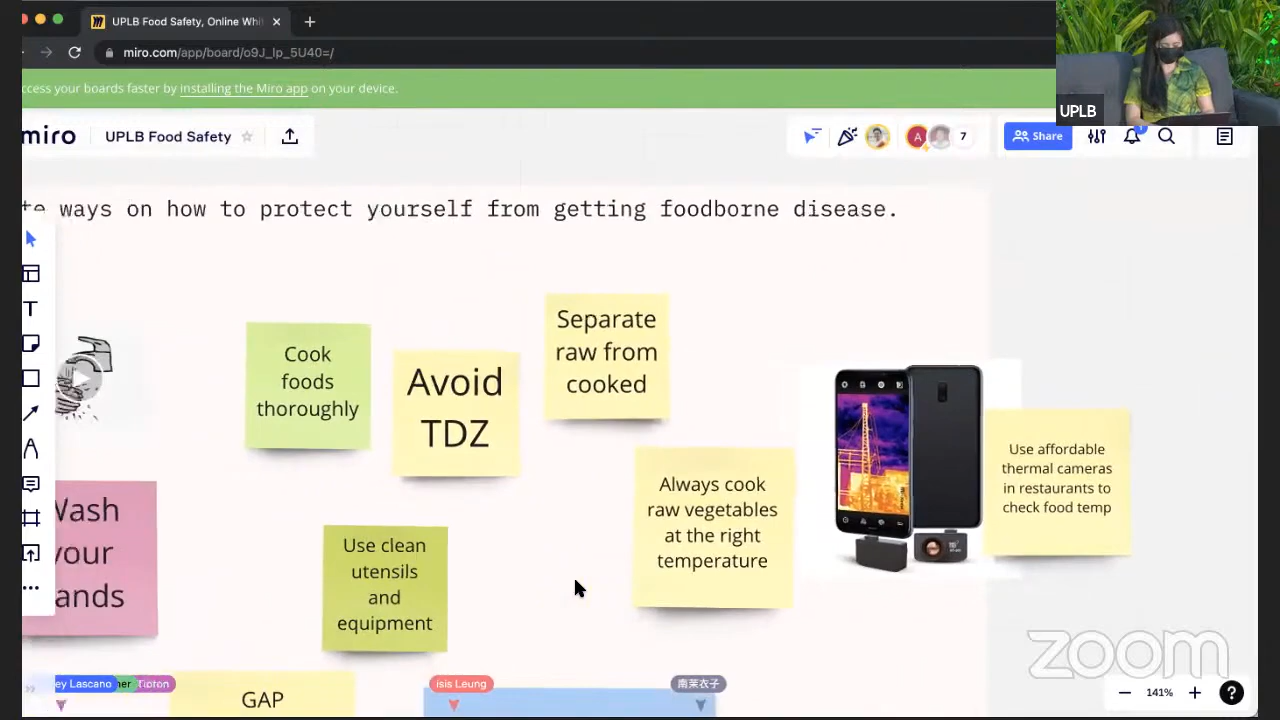 UPLB Food Safety, Online Whi
miro.com/app/board/o9J_lp_5U40=/
ccess your boards faster by installing the Miro app on your device.
UPLB
miro
UPLB Food Safety
A
7
Share
te ways on how to protect yourself from getting foodborne disease.
T
Separate
raw from
cooked
Cook
foods
thoroughly
Avoid
TDZ
Use affordable
thermal cameras
in restaurants to
check food temp
Always cook
raw vegetables
at the right
temperature
Wash
your
ands
Use clean
utensils
and
equipment
zoom
ey Lascano
her
Tipton
isis Leung
南茉衣子
GAP
141%
?